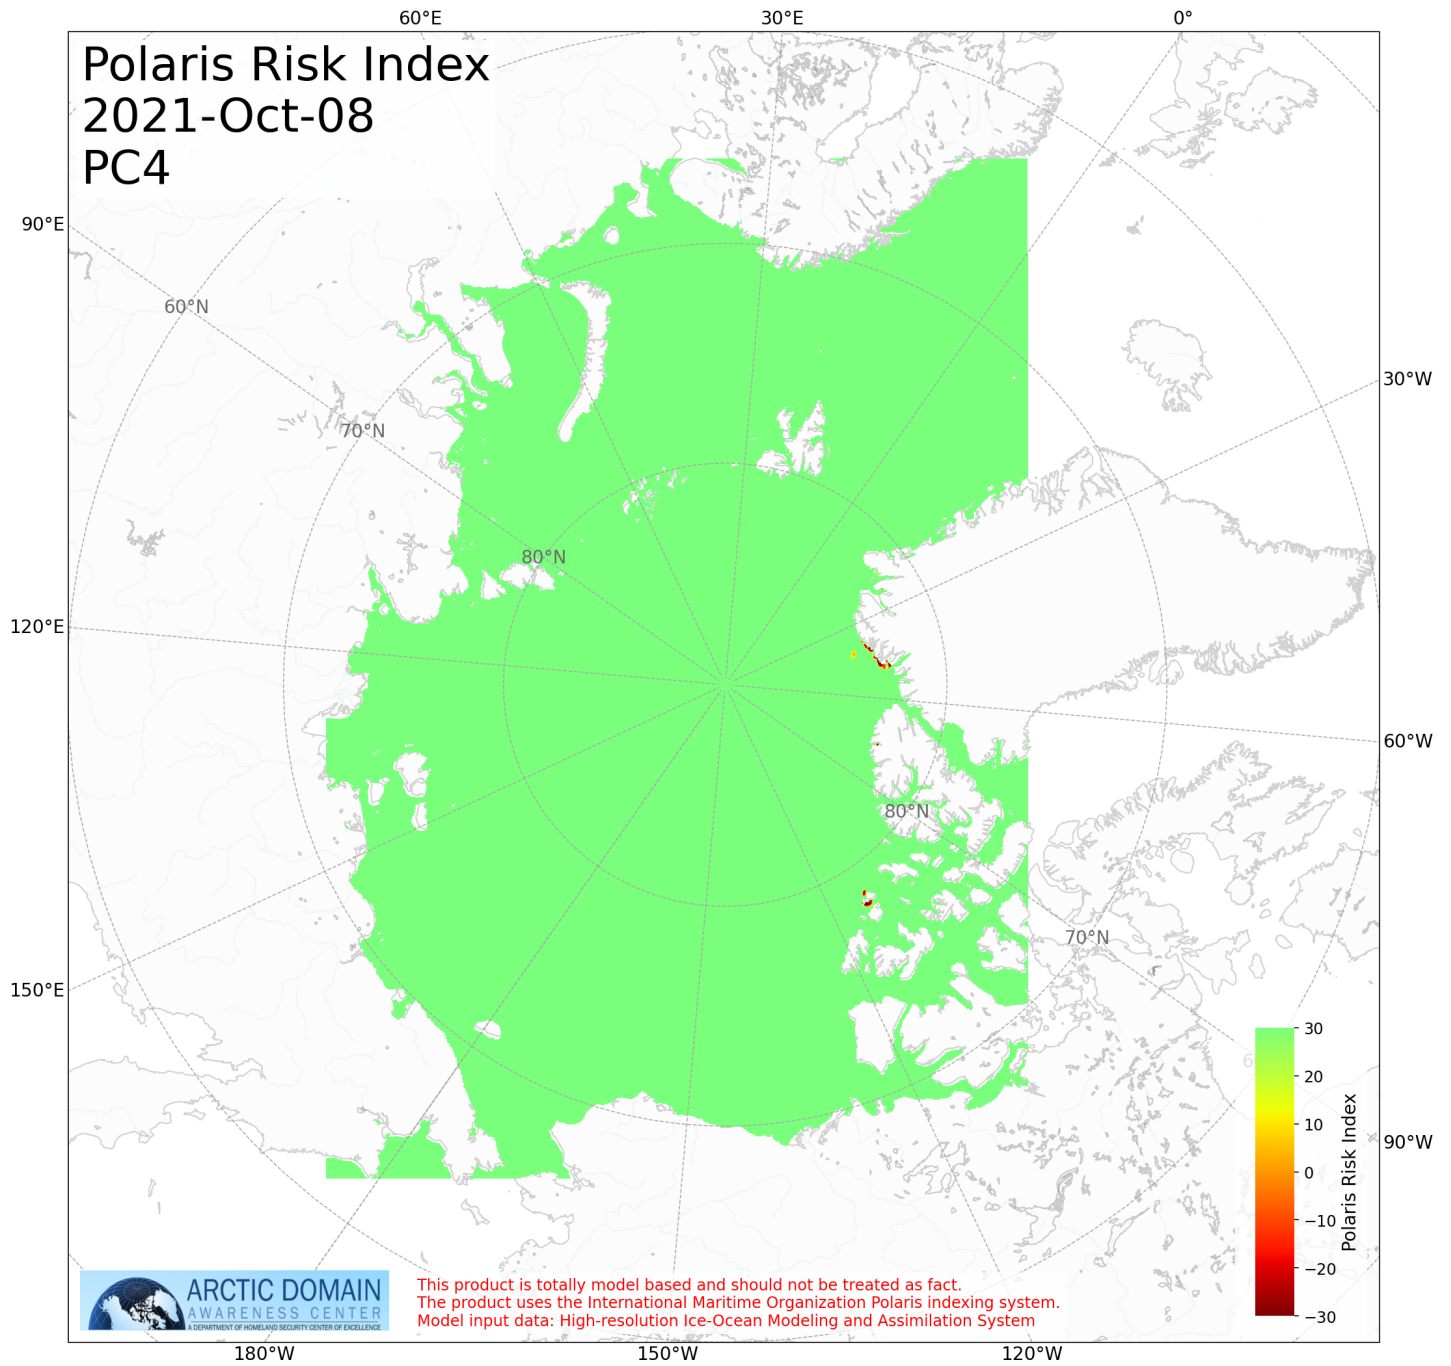 60°E
30°E
0°
Polaris Risk Index
2021-Oct-08
PC4
90°E
60°N
30°W
70°N
80°N
120°E
60°W
80°N
70°N
150°E
30
20
10
0
−10
−20
−30
Polaris Risk Index
90°W
ARCTIC DOMAIN
AWARENESS CENTER
A DEPARTMENT OF HOMELAND SECURITY CENTER OF EXCELLENCE
This product is totally model based and should not be treated as fact.
The product uses the International Maritime Organization Polaris indexing system.
Model input data: High-resolution Ice-Ocean Modeling and Assimilation System
180°W
150°W
120°W